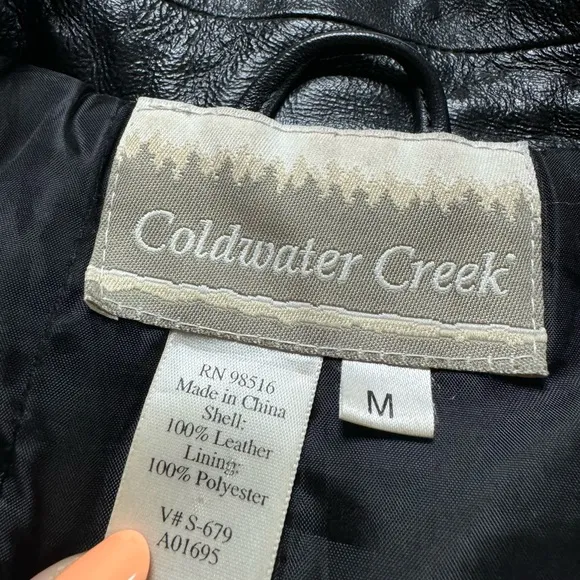 Coldwater Creek
RN 98516
Made in China
Shell:
100% Leather
Lining:
100% Polyester
V# S-679
A01695
M